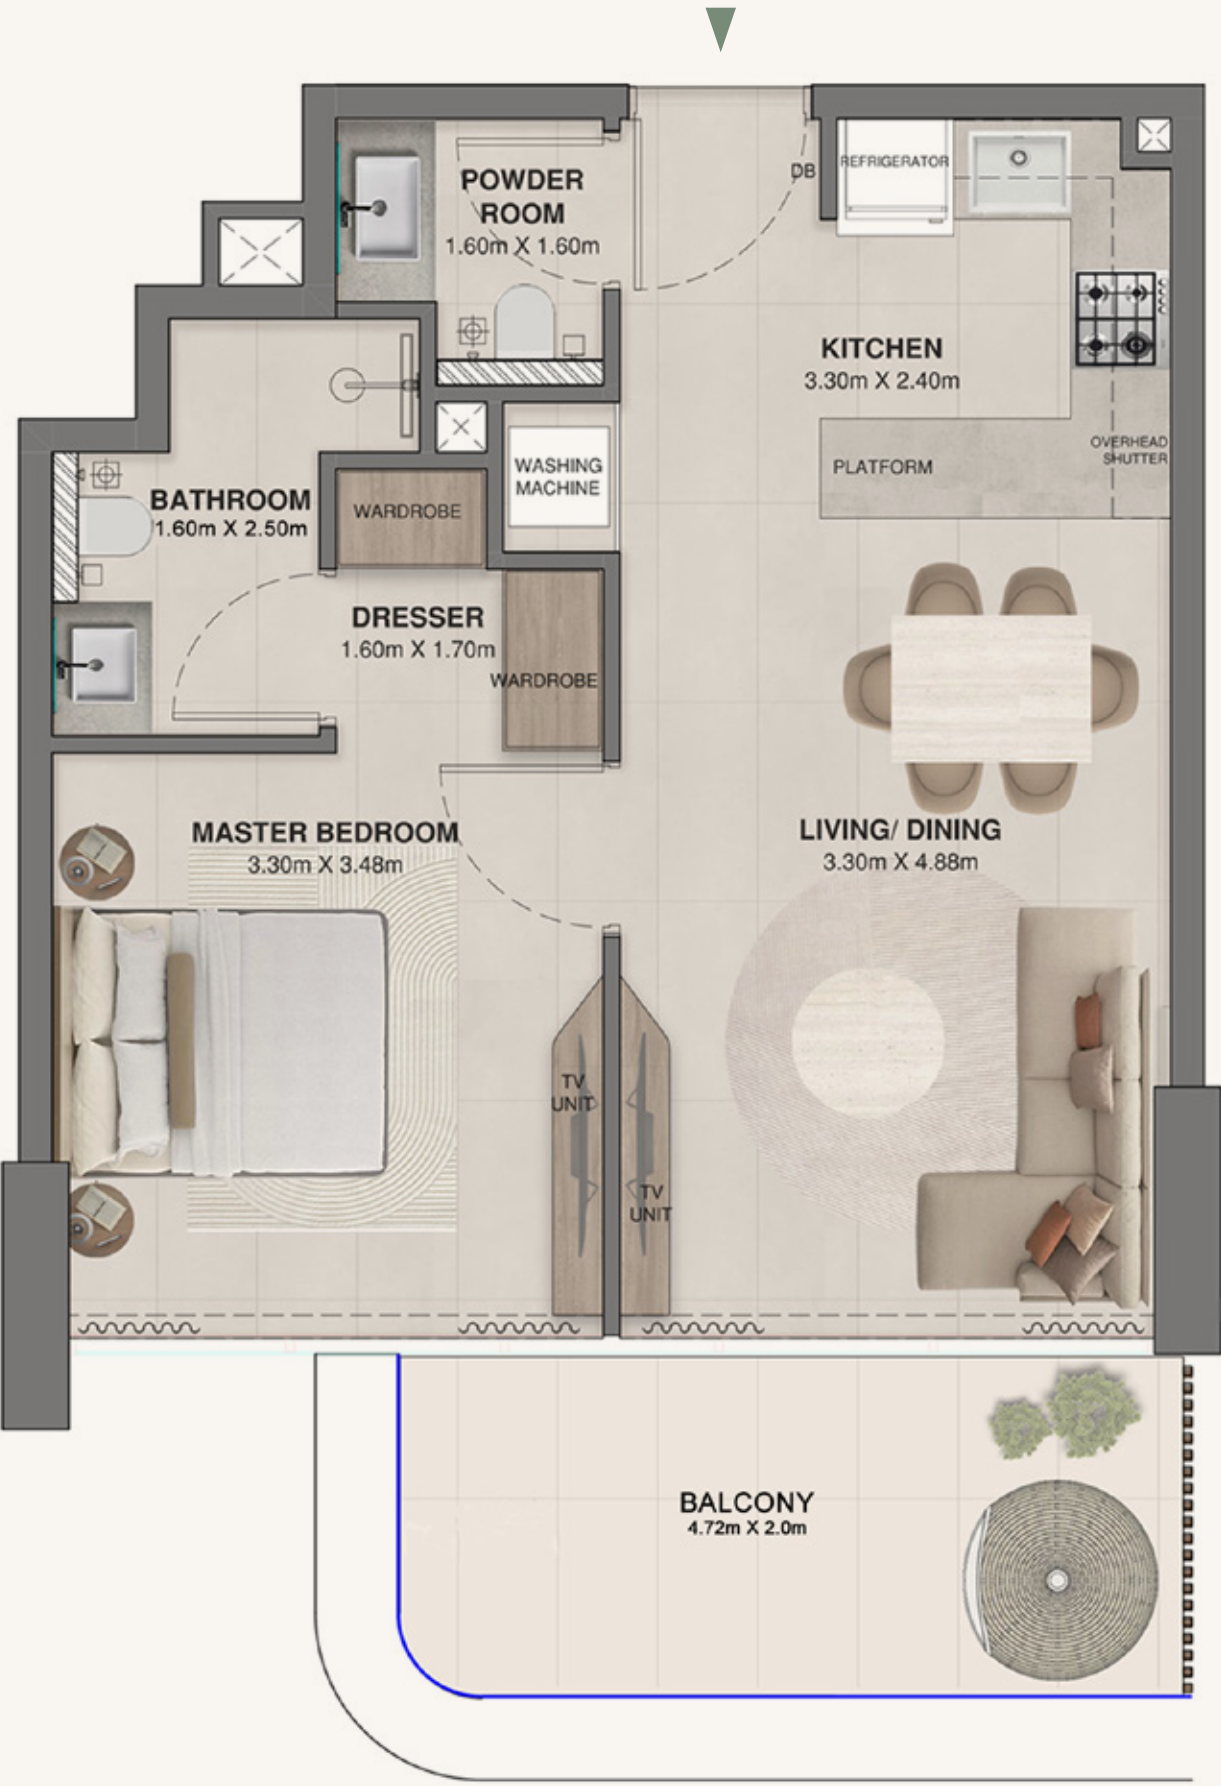 POWDER
ROOM
1.60m X 1.60m
DB
REFRIGERATOR
KITCHEN
3.30m X 2.40m
OVERHEAD
SHUTTER
PLATFORM
WASHING
MACHINE
BATHROOM
1.60m X 2.50m
WARDROBE
DRESSER
1.60m X 1.70m
WARDROBE
MASTER BEDROOM
3.30m X 3.48m
LIVING/ DINING
3.30m X 4.88m
TV
UNIT
TV
UNIT
BALCONY
4.72m X 2.0m